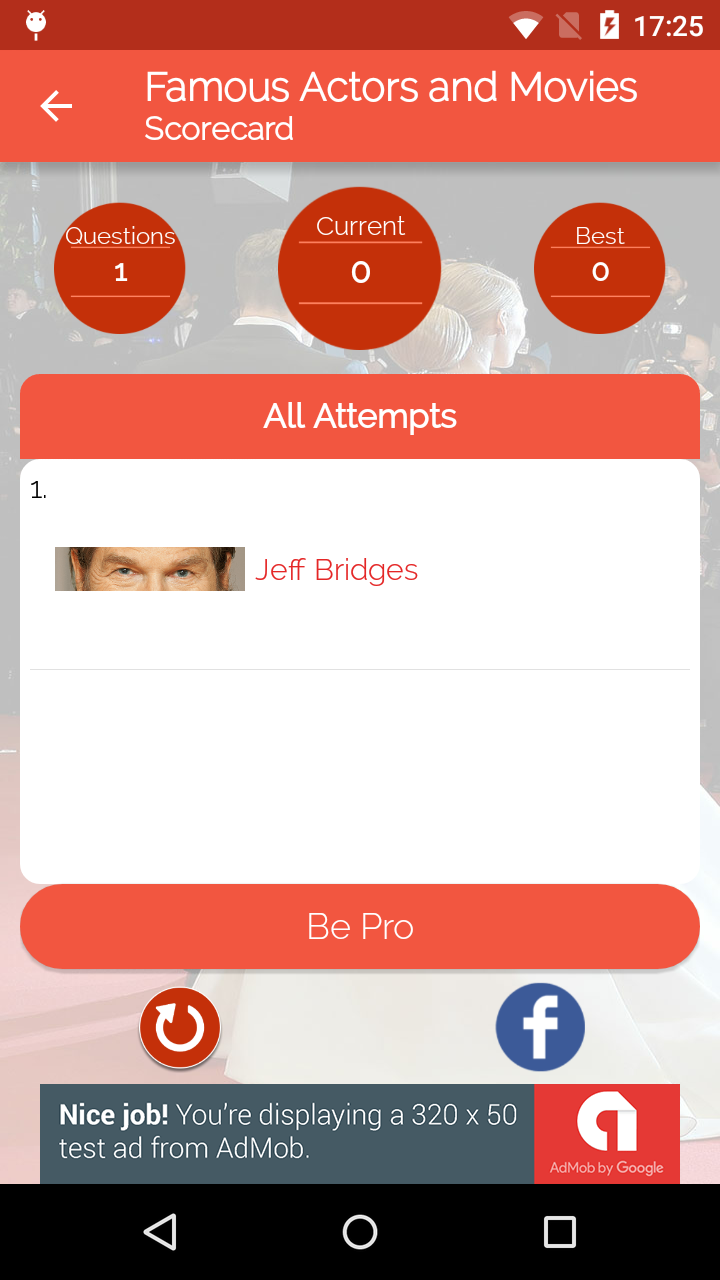 17:25
Famous Actors and Movies
Scorecard
Questions
1
Current
0
Best
0
All Attempts
1.
Jeff Bridges
Be Pro
f
Nice job! You're displaying a 320 x 50
test ad from AdMob.
AdMob by Google